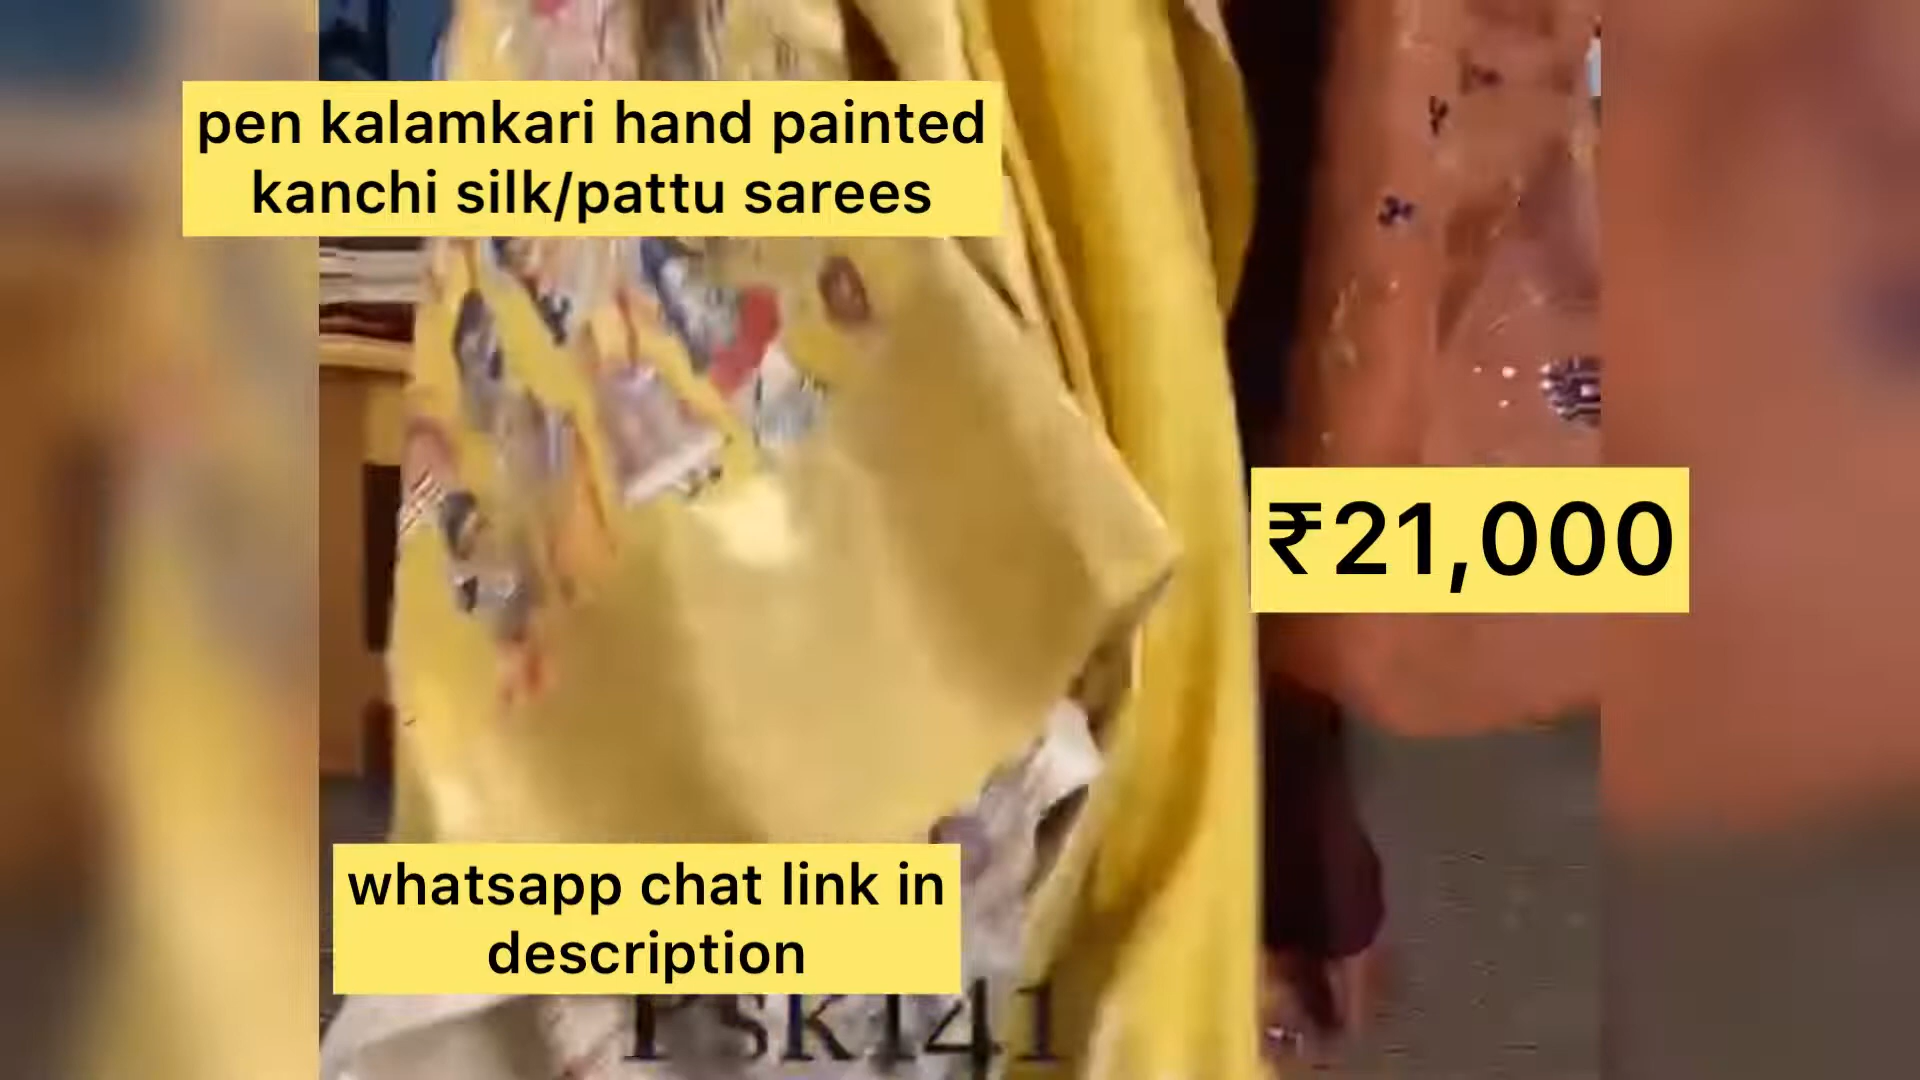 pen kalamkari hand painted
kanchi silk/pattu sarees
₹21,000
whatsapp chat link in
description
PSK141